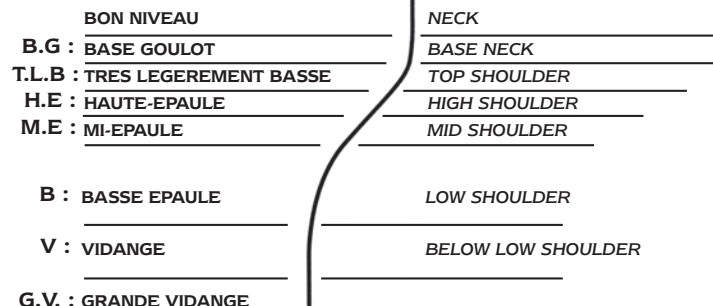 BON NIVEAU NECK
B.G : BASE GOULOT BASE NECK
T.L.B : TRES LEGEREMENT BASSE TOP SHOULDER
H.E : HAUTE-EPAULE HIGH SHOULDER
M.E : MI-EPAULE MID SHOULDER
B : BASSE EPAULE LOW SHOULDER
V : VIDANGE BELOW LOW SHOULDER
G.V. : GRANDE VIDANGE